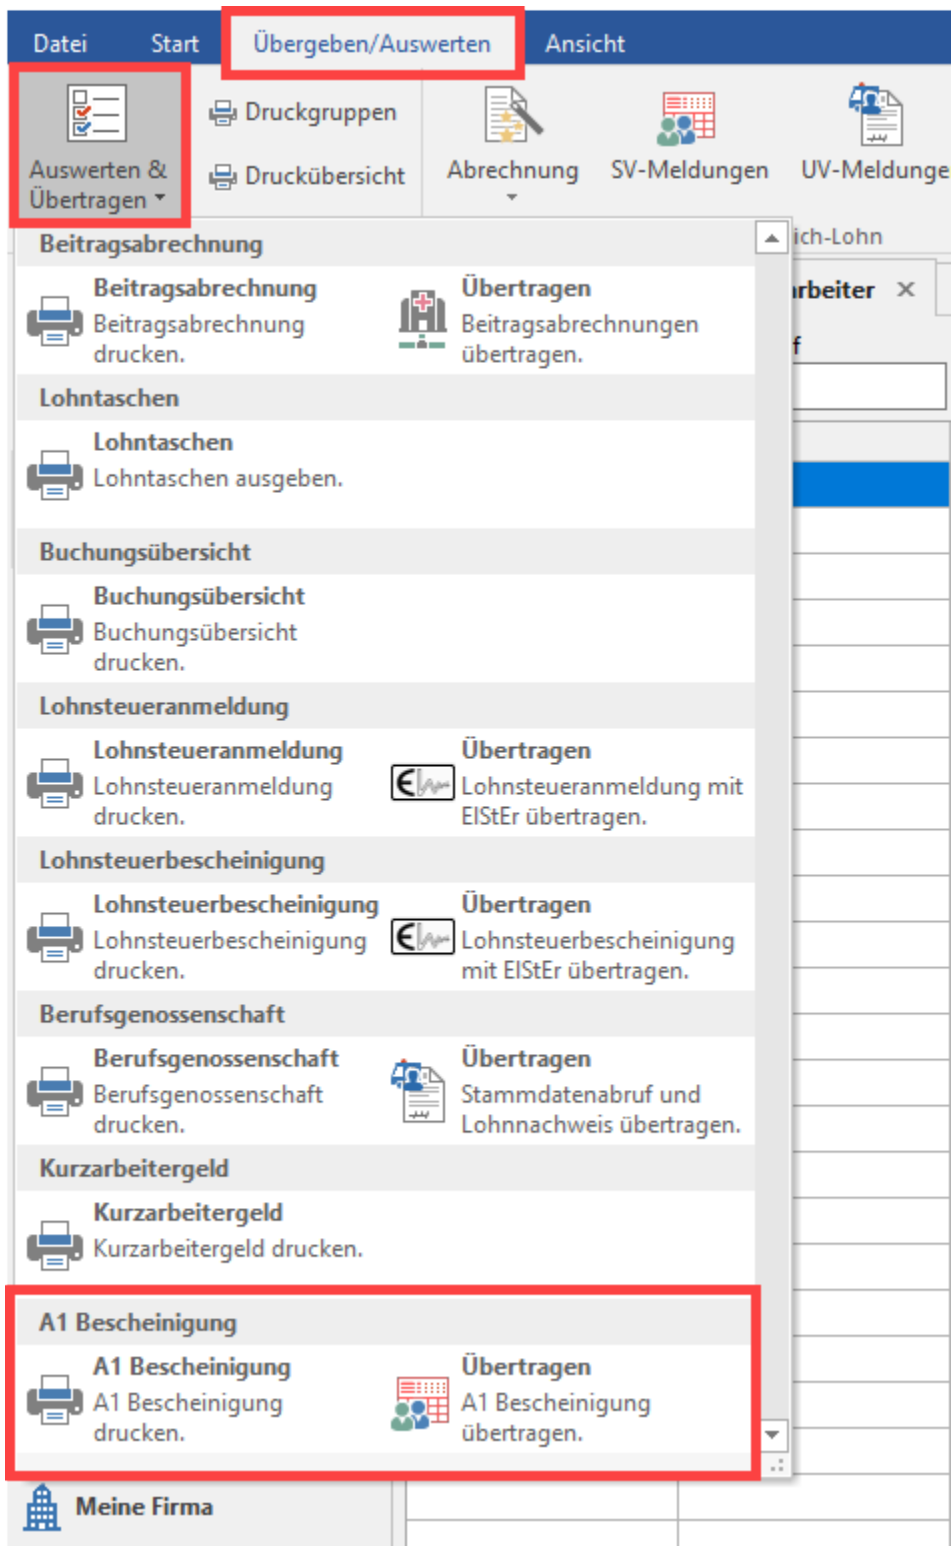 Datei Start Übergeben/Auswerten Ansicht
Auswerten &
Übertragen
Druckgruppen
Druckübersicht
Abrechnung
SV-Meldungen
UV-Meldunge
ich-Lohn
rbeiter ×
f
Beitragsabrechnung
Beitragsabrechnung
Beitragsabrechnung
drucken.
Übertragen
Beitragsabrechnungen
übertragen.
Lohntaschen
Lohntaschen
Lohntaschen ausgeben.
Buchungsübersicht
Buchungsübersicht
Buchungsübersicht
drucken.
Lohnsteueranmeldung
Lohnsteueranmeldung
Lohnsteueranmeldung
drucken.
Übertragen
Lohnsteueranmeldung mit
ElStEr übertragen.
Lohnsteuerbescheinigung
Lohnsteuerbescheinigung
Lohnsteuerbescheinigung
drucken.
Übertragen
Lohnsteuerbescheinigung
mit ElStEr übertragen.
Berufsgenossenschaft
Berufsgenossenschaft
Berufsgenossenschaft
drucken.
Übertragen
Stammdatenabruf und
Lohnnachweis übertragen.
Kurzarbeitergeld
Kurzarbeitergeld
Kurzarbeitergeld drucken.
A1 Bescheinigung
A1 Bescheinigung
A1 Bescheinigung
drucken.
Übertragen
A1 Bescheinigung
übertragen.
Meine Firma